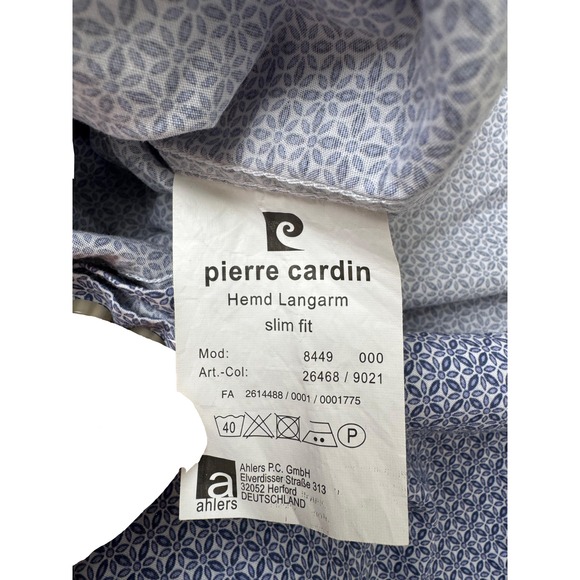 pierre cardin
Hemd Langarm
slim fit
Mod: 8449 000
Art.-Col: 26468 / 9021
FA 2614488 / 0001 / 0001775
40 P
a Ahlers P.C. GmbH
Elverdisser Straße 313
32052 Herford
ahlers DEUTSCHLAND